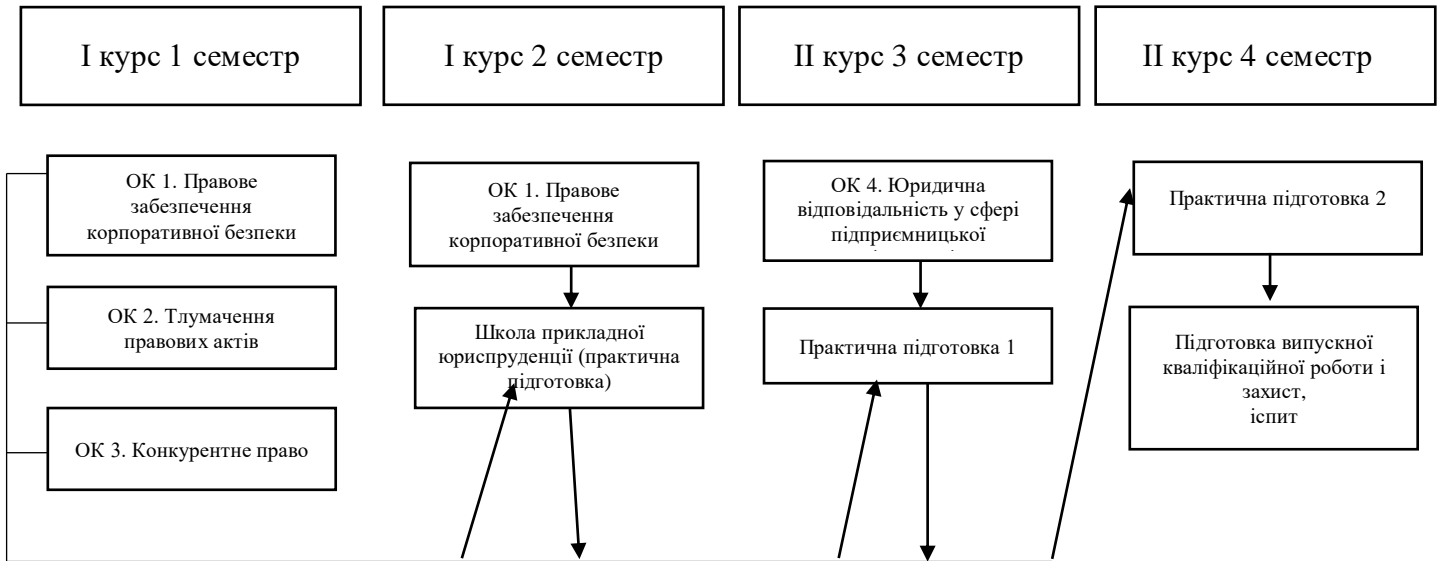 І курс 1 семестр
І курс 2 семестр
ІІ курс 3 семестр
ІІ курс 4 семестр
ОК 1. Правове
забезпечення
корпоративної безпеки
ОК 2. Тлумачення
правових актів
ОК 3. Конкурентне право
ОК 1. Правове
забезпечення
корпоративної безпеки
Школа прикладної
юриспруденції (практична
підготовка)
ОК 4. Юридична
відповідальність у сфері
підприємницької
Практична підготовка 1
Практична підготовка 2
Підготовка випускної
кваліфікаційної роботи і
захист,
іспит